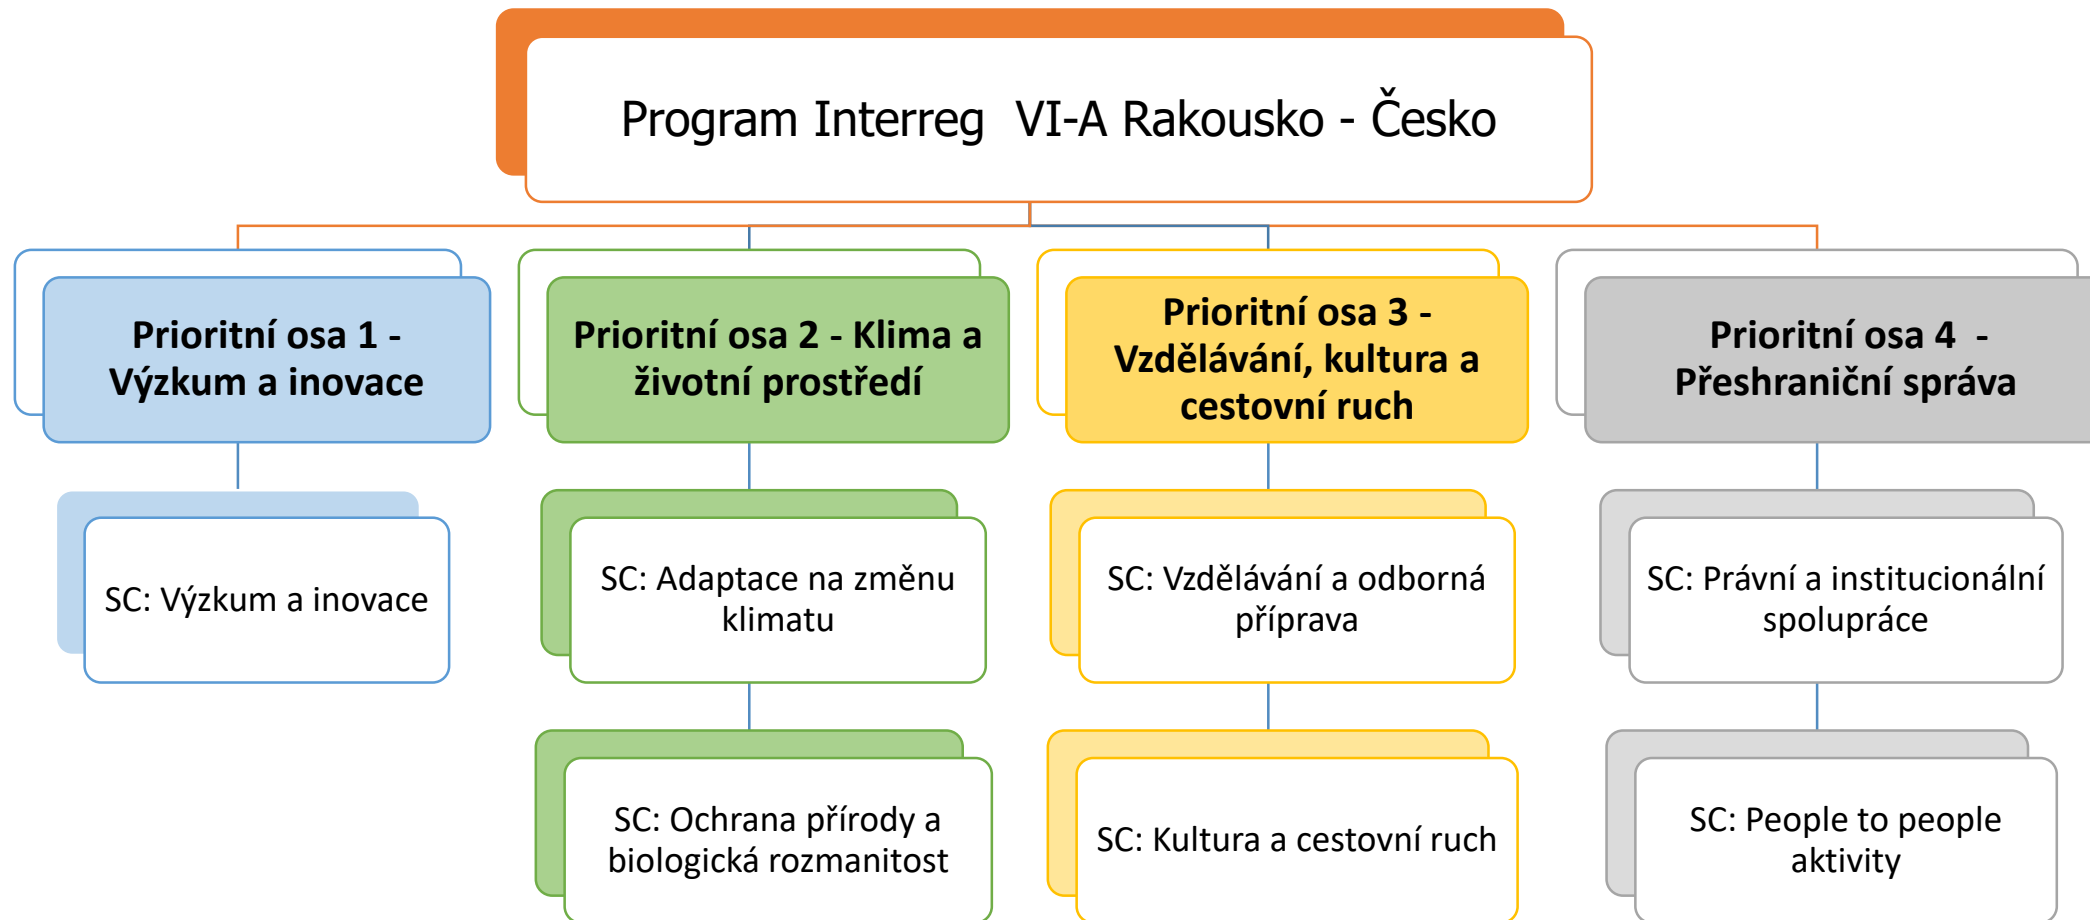 Program Interreg  VI-A Rakousko - Česko
Prioritní osa 1 -
Výzkum a inovace
Prioritní osa 2 - Klima a
životní prostředí
Prioritní osa 3 -
Vzdělávání, kultura a
cestovní ruch
Prioritní osa 4  -
Přeshraniční správa
SC: Výzkum a inovace
SC: Adaptace na změnu
klimatu
SC: Vzdělávání a odborná
příprava
SC: Právní a institucionální
spolupráce
SC: Ochrana přírody a
biologická rozmanitost
SC: Kultura a cestovní ruch
SC: People to people
aktivity